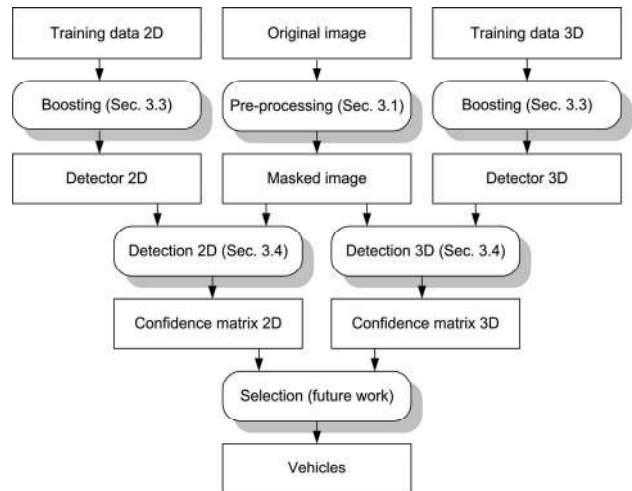 Training data 2D
Original image
Training data 3D
Boosting (Sec. 3.3)
Pre-processing (Sec. 3.1)
Boosting (Sec. 3.3)
Detector 2D
Masked image
Detector 3D
Detection 2D (Sec. 3.4)
Detection 3D (Sec. 3.4)
Confidence matrix 2D
Confidence matrix 3D
Selection (future work)
Vehicles